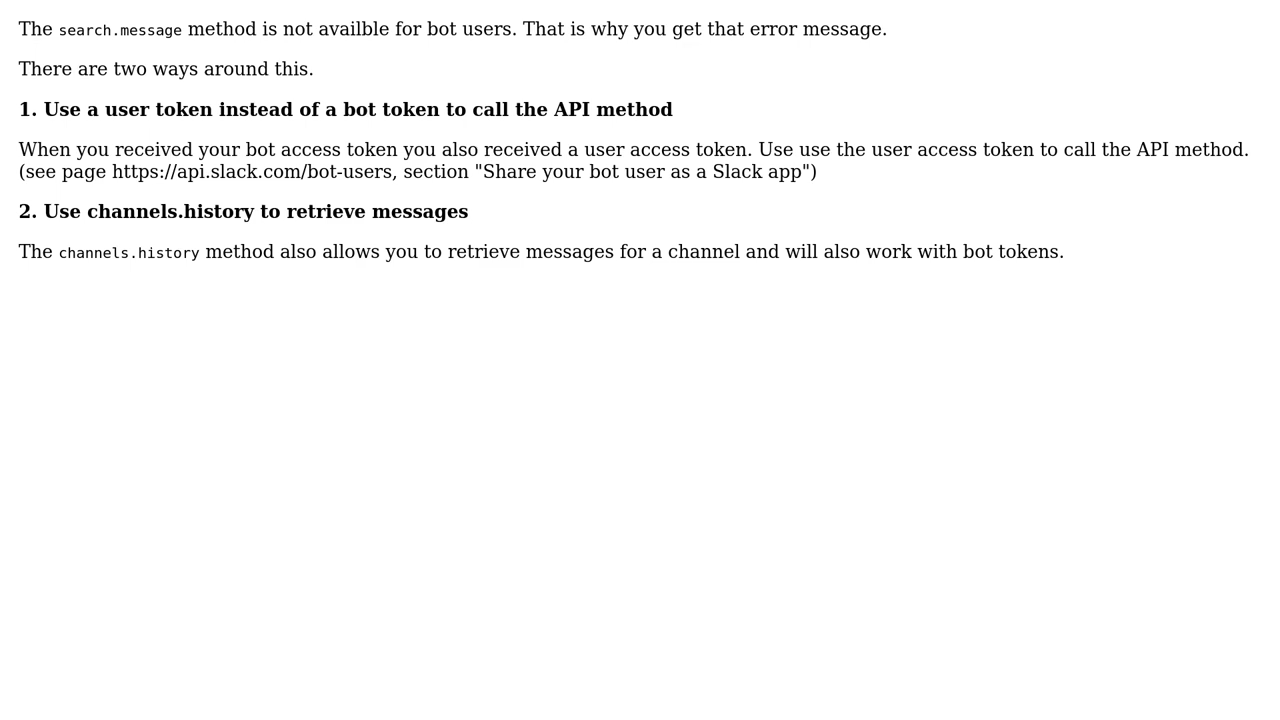 The search.message method is not availble for bot users. That is why you get that error message.
There are two ways around this.
1. Use a user token instead of a bot token to call the API method
When you received your bot access token you also received a user access token. Use use the user access token to call the API method.
(see page https://api.slack.com/bot-users, section "Share your bot user as a Slack app")
2. Use channels.history to retrieve messages
The channels.history method also allows you to retrieve messages for a channel and will also work with bot tokens.